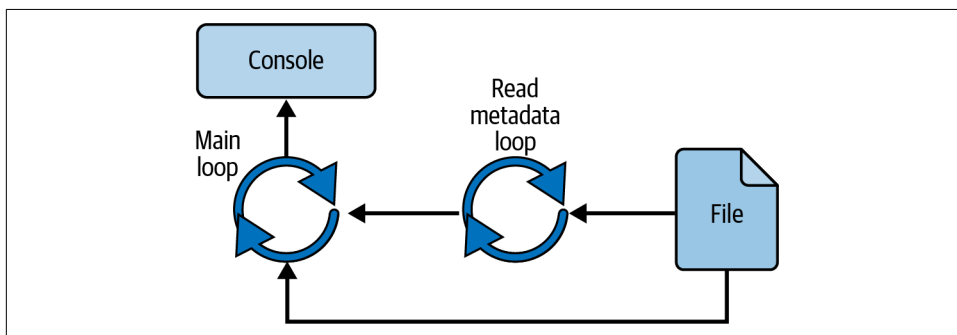 Console
Main
loop
Read
metadata
loop
File